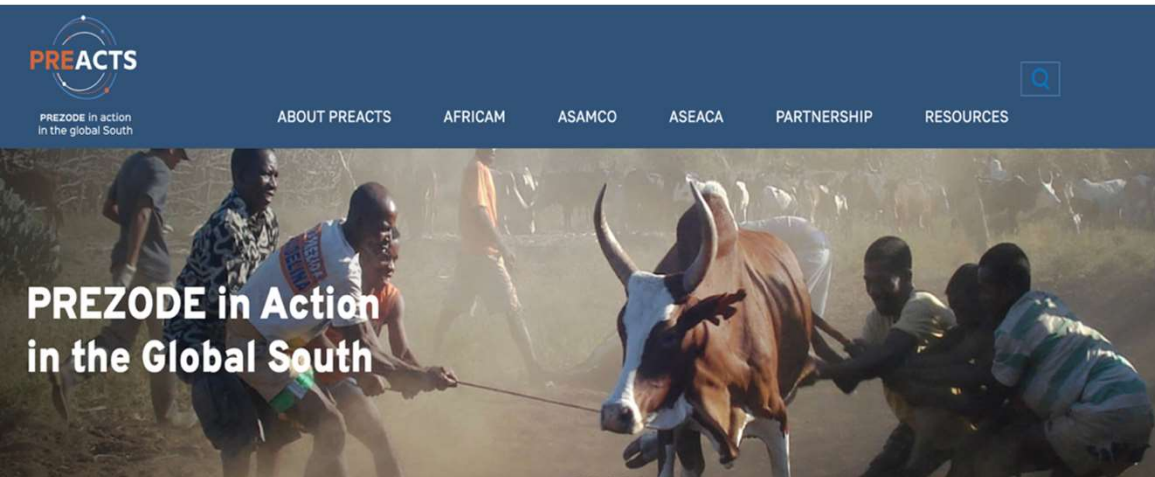 PREACTS
PREZODE in action
in the global South
ABOUT PREACTS
AFRICAM
ASAMCO
ASEACA
PARTNERSHIP
RESOURCES
PREZODE in Action
in the Global South